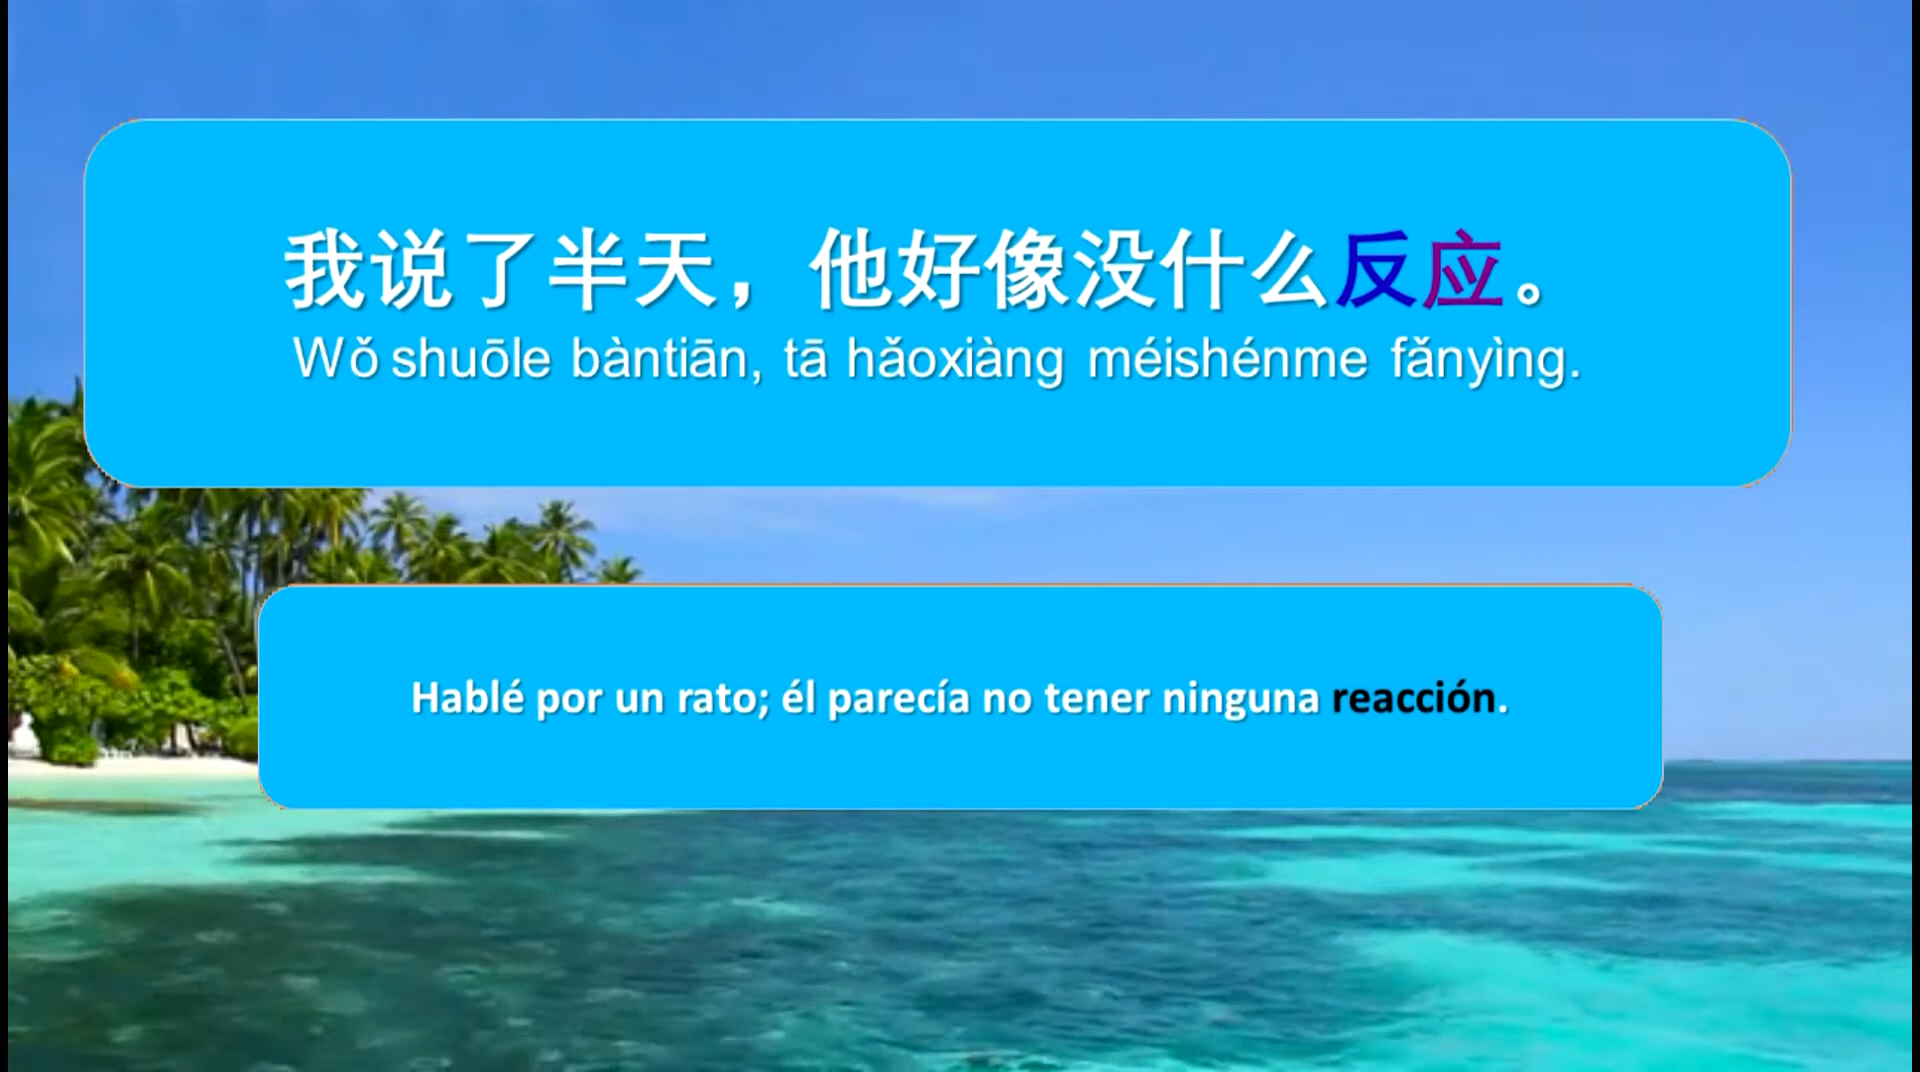 我说了半天，他好像没什么反应。
Wǒ shuōle bàntiān, tā hǎoxiàng méishénme fǎnyìng.
Hablé por un rato; él parecía no tener ninguna reacción.